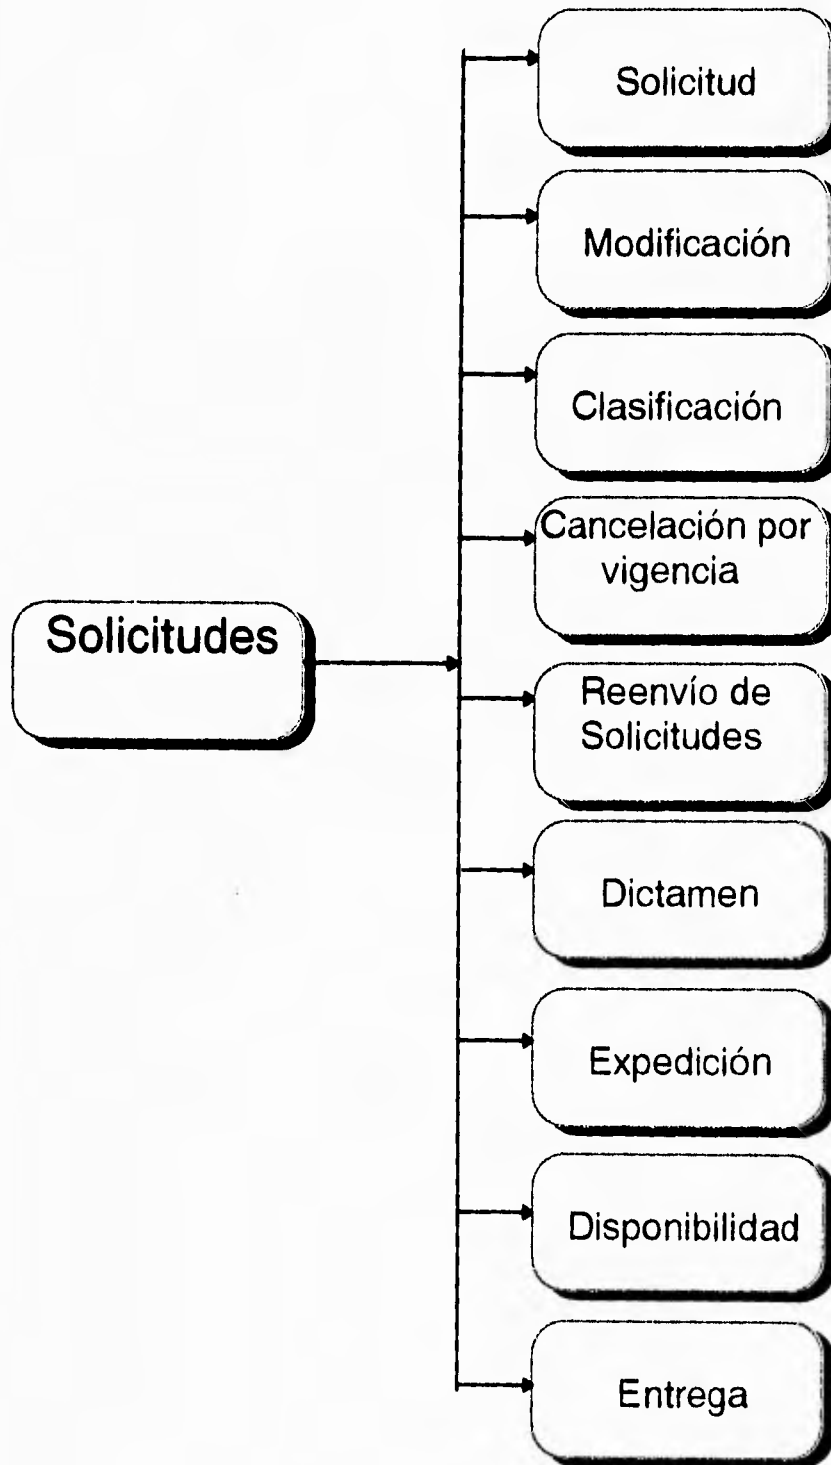 Solicitud
Modificación
Clasificación
Cancelación por
vigencia
Solicitudes
Reenvío de
Solicitudes
Dictamen
Expedición
Disponibilidad
Entrega